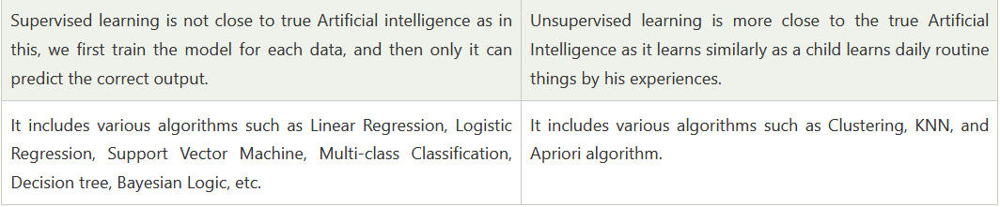 Supervised learning is not close to true Artificial intelligence as in
this, we first train the model for each data, and then only it can
predict the correct output.
Unsupervised learning is more close to the true Artificial
Intelligence as it learns similarly as a child learns daily routine
things by his experiences.
It includes various algorithms such as Linear Regression, Logistic
Regression, Support Vector Machine, Multi-class Classification,
Decision tree, Bayesian Logic, etc.
It includes various algorithms such as Clustering, KNN, and
Apriori algorithm.